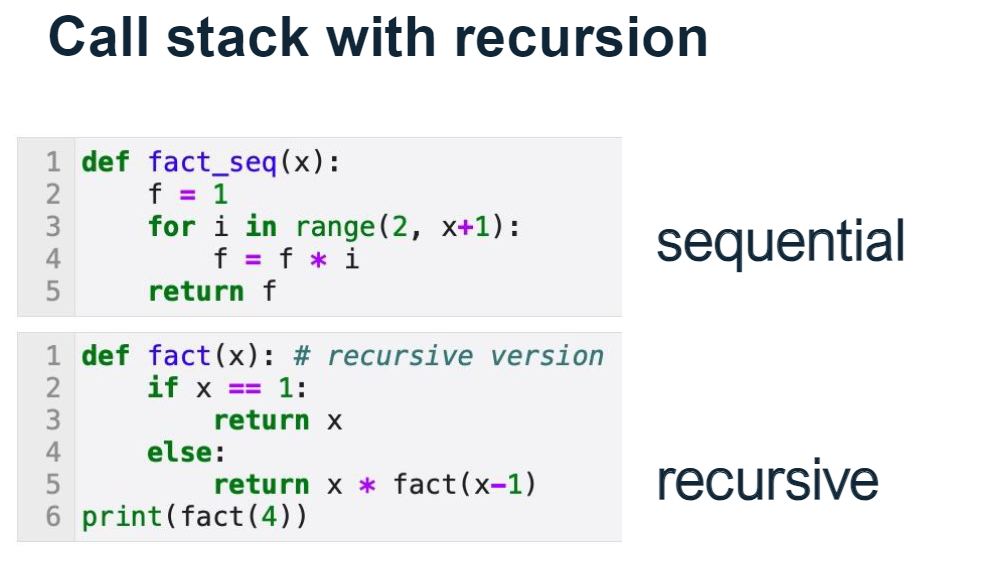 Call stack with recursion
1 def fact_seq(x):
2     f = 1
3     for i in range(2, x+1):
4         f = f * i
5     return f
sequential
1 def fact(x): # recursive version
2     if x == 1:
3         return x
4     else:
5         return x * fact(x-1)
6 print(fact(4))
recursive